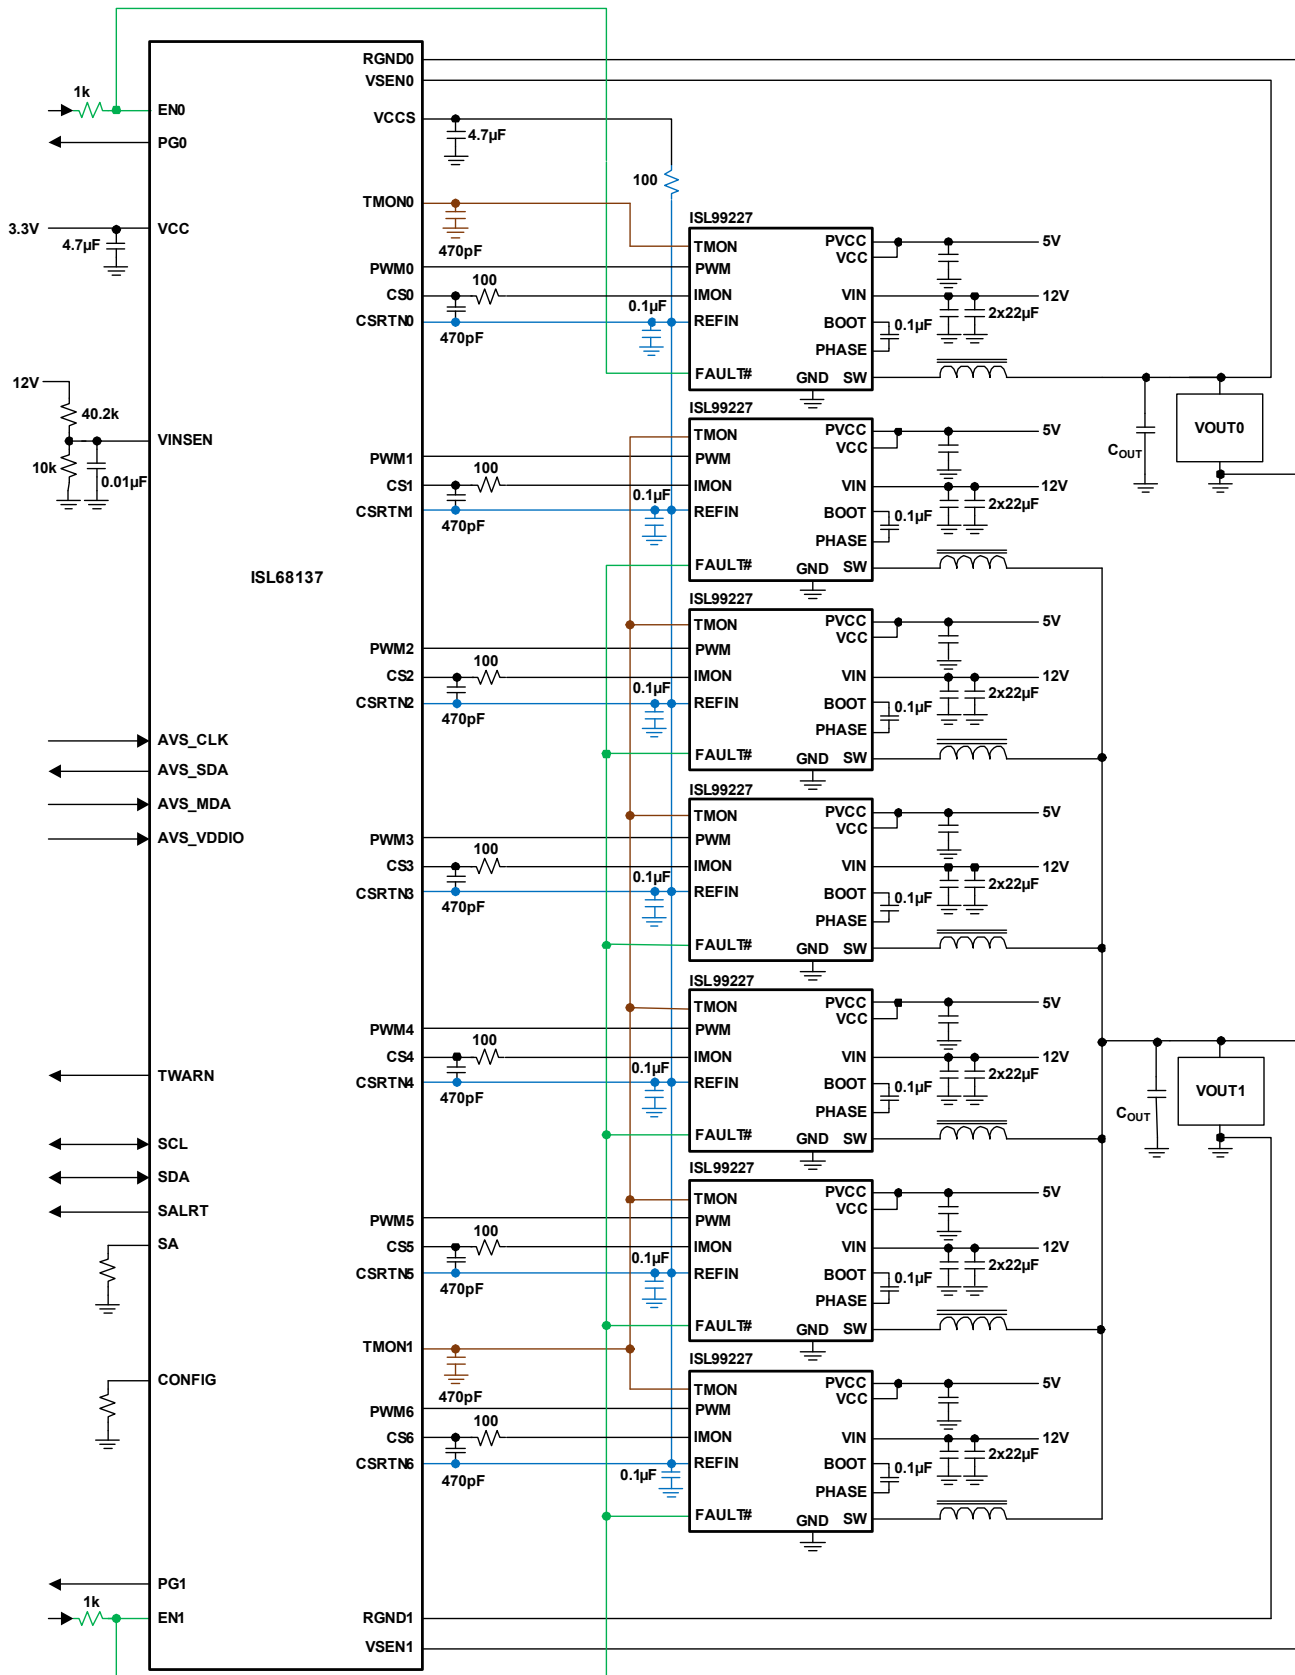 RGND0
VSEN0
1k
EN0
VCCS
4.7µF
PG0
100
TMON0
ISL99227
3.3V
VCC
4.7µF
470pF
TMON
PVCC
VCC
5V
PWM0
100
PWM
CS0
IMON
VIN
12V
0.1µF
2x22µF
CSRTN0
470pF
REFIN
BOOT
0.1µF
PHASE
FAULT#
GND
SW
12V
40.2k
ISL99227
VINSEN
TMON
PVCC
VCC
5V
VOUT0
COUT
PWM1
100
PWM
10k
0.01µF
CS1
IMON
VIN
12V
0.1µF
2x22µF
CSRTN1
470pF
REFIN
BOOT
0.1µF
PHASE
FAULT#
GND
SW
ISL68137
ISL99227
TMON
PVCC
VCC
5V
PWM2
100
PWM
CS2
IMON
VIN
12V
0.1µF
2x22µF
CSRTN2
470pF
REFIN
BOOT
0.1µF
PHASE
AVS_CLK
FAULT#
GND
SW
AVS_SDA
ISL99227
AVS_MDA
TMON
PVCC
VCC
5V
AVS_VDDIO
PWM3
100
PWM
CS3
IMON
VIN
12V
0.1µF
2x22µF
CSRTN3
470pF
REFIN
BOOT
0.1µF
PHASE
FAULT#
GND
SW
ISL99227
TMON
PVCC
VCC
5V
PWM4
100
PWM
CS4
IMON
VIN
12V
0.1µF
2x22µF
TWARN
CSRTN4
470pF
REFIN
BOOT
0.1µF
PHASE
VOUT1
COUT
SCL
FAULT#
GND
SW
SDA
ISL99227
TMON
PVCC
VCC
5V
SALRT
PWM5
100
PWM
SA
CS5
IMON
VIN
12V
0.1µF
2x22µF
CSRTN5
470pF
REFIN
BOOT
0.1µF
PHASE
FAULT#
GND
SW
TMON1
ISL99227
CONFIG
470pF
TMON
PVCC
VCC
5V
PWM6
100
PWM
CS6
IMON
VIN
12V
2x22µF
CSRTN6
470pF
0.1µF
REFIN
BOOT
0.1µF
PHASE
FAULT#
GND
SW
PG1
1k
EN1
RGND1
VSEN1